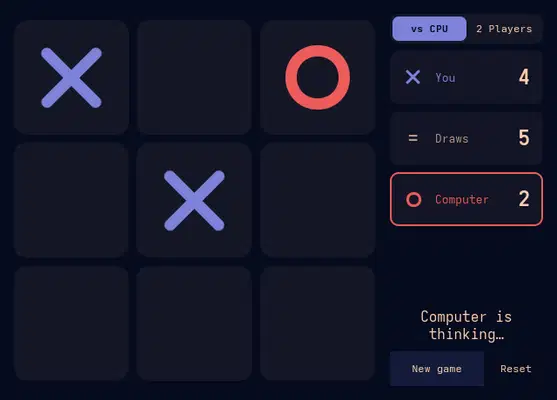 vs CPU
2 Players
You
4
= Draws
5
Computer
2
Computer is
thinking…
New game
Reset